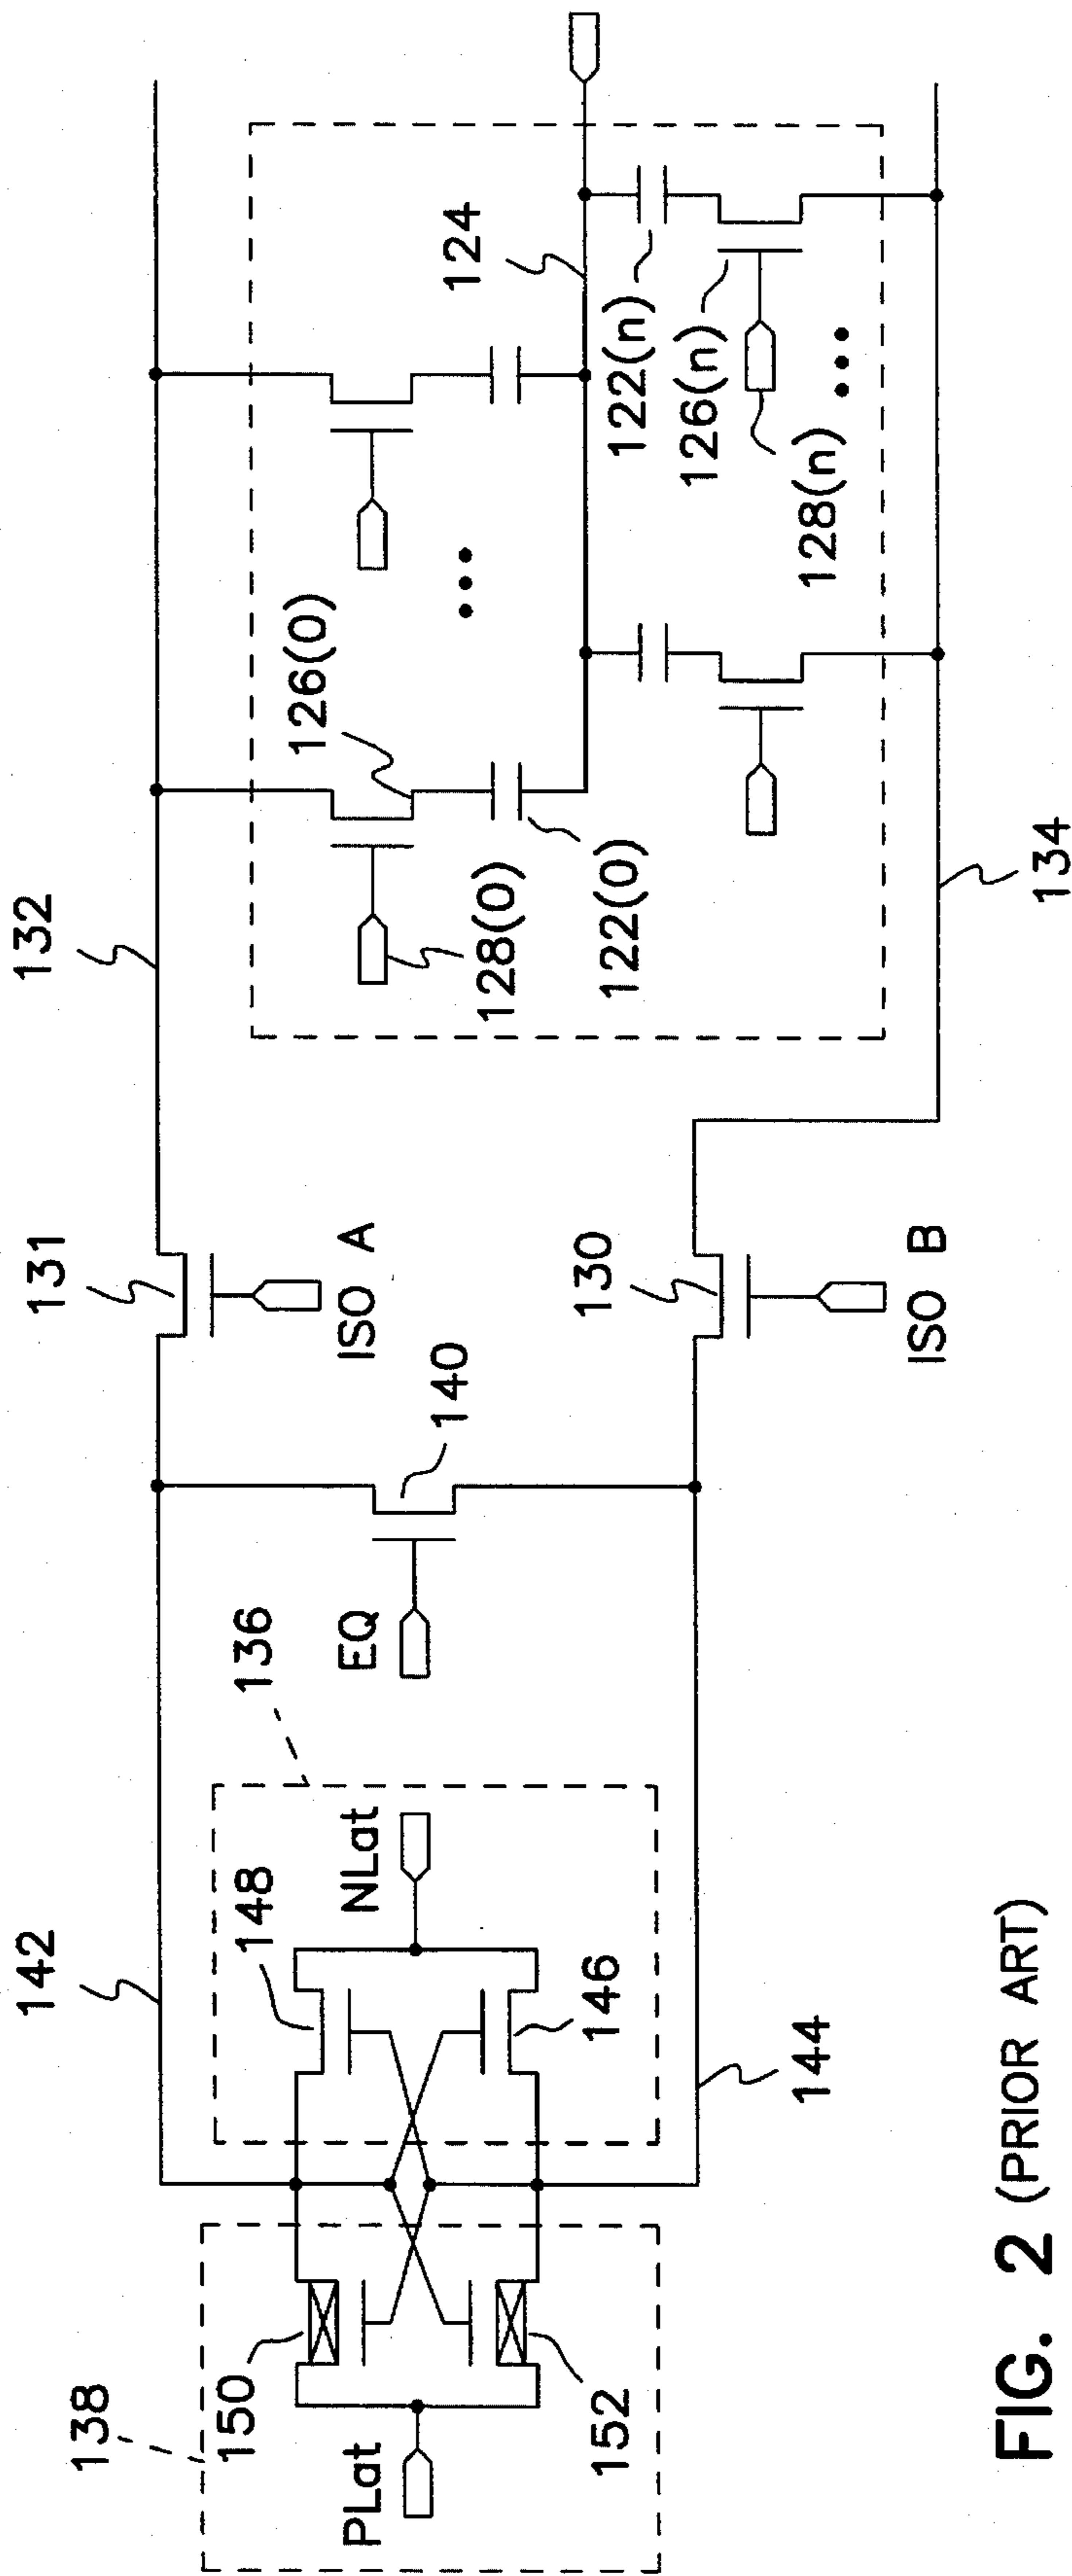 132
131
142
ISO A
140
EQ
136
NLat
148
146
138
150
PLat
152
144
130
ISO B
134
124
126(0)
128(0)
122(0)
122(n)
126(n)
128(n)
FIG. 2 (PRIOR ART)